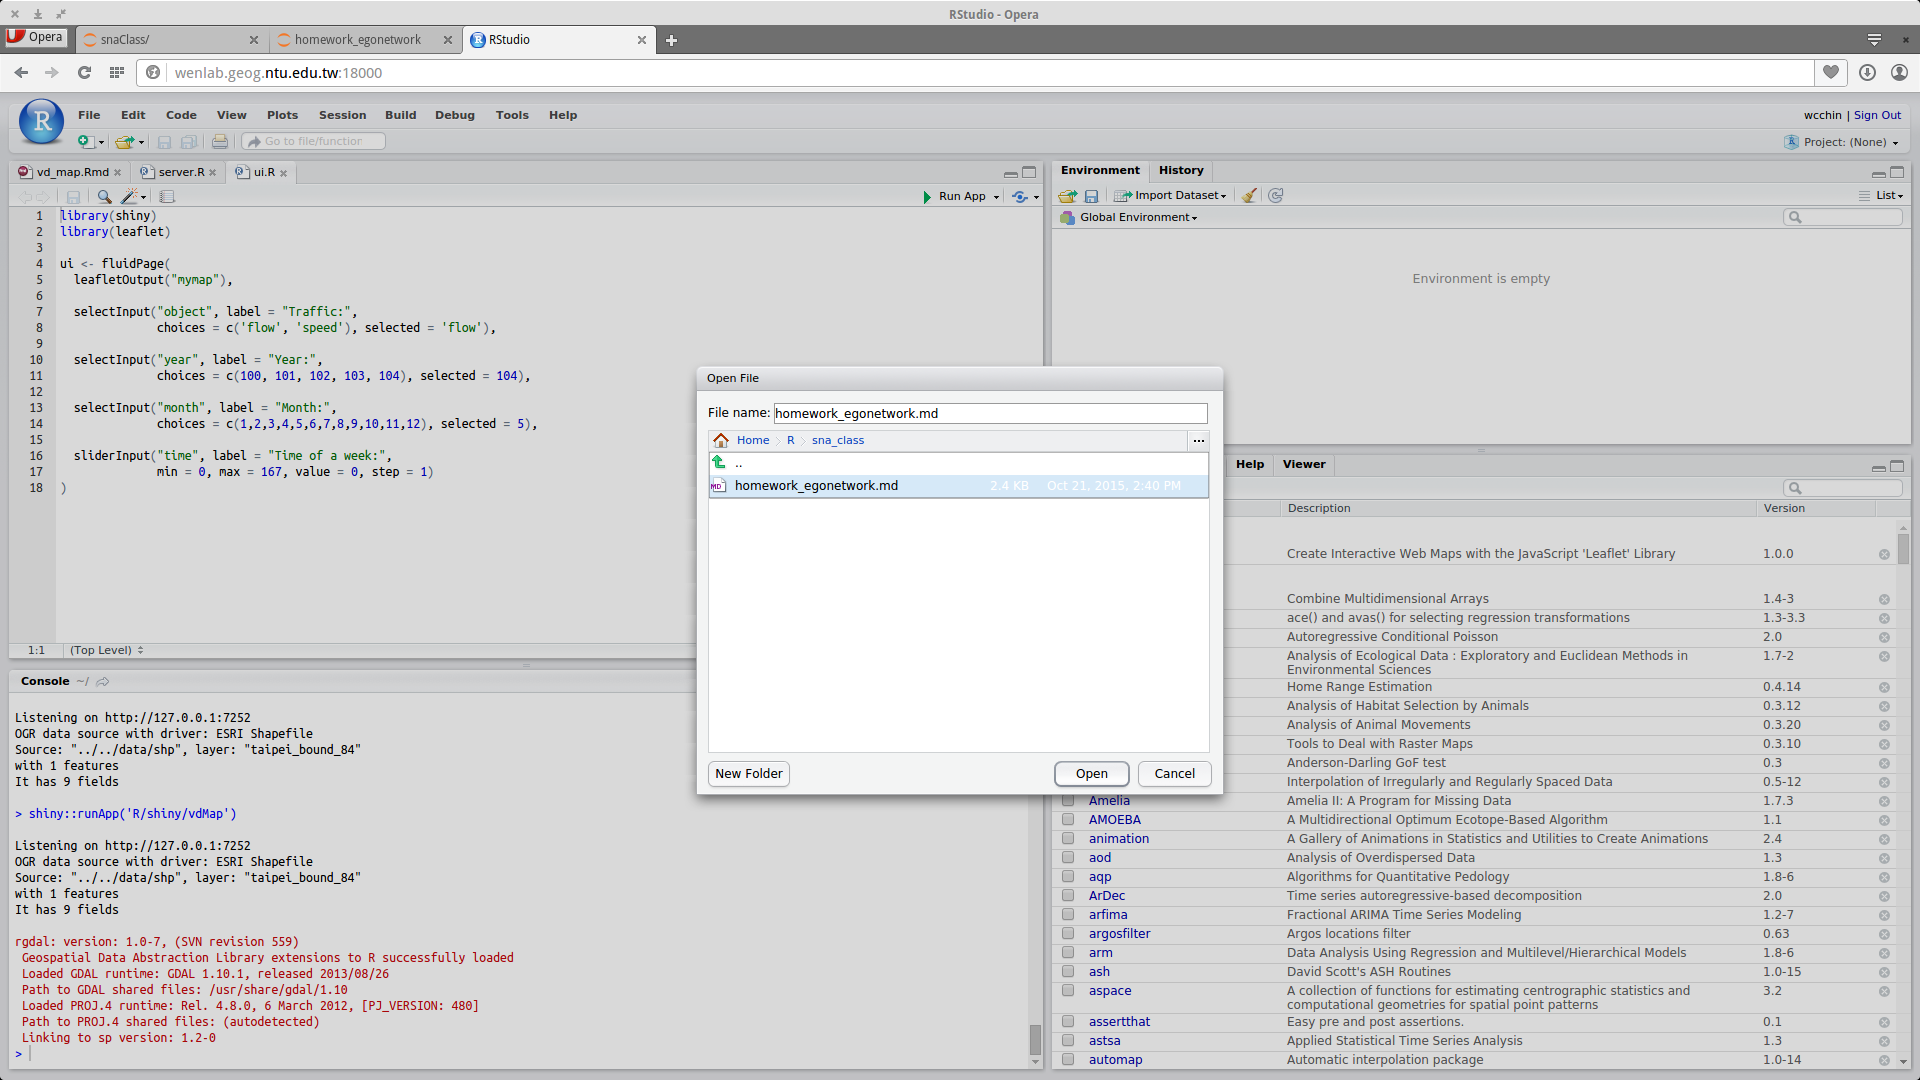 RStudio - Opera
Opera
snaClass/
homework_egonetwork
RStudio
wenlab.geog.ntu.edu.tw:18000
File Edit Code View Plots Session Build Debug Tools Help
wcchin | Sign Out
Go to file/function
Project: (None)
vd_map.Rmd
server.R
ui.R
Run App
1 library(shiny)
2 library(leaflet)
3
4 ui <- fluidPage(
5 leafletOutput("mymap"),
6
7 selectInput("object", label = "Traffic:",
8 choices = c('flow', 'speed'), selected = 'flow'),
9
10 selectInput("year", label = "Year:",
11 choices = c(100, 101, 102, 103, 104), selected = 104),
12
13 selectInput("month", label = "Month:",
14 choices = c(1,2,3,4,5,6,7,8,9,10,11,12), selected = 5),
15
16 sliderInput("time", label = "Time of a week:",
17 min = 0, max = 167, value = 0, step = 1)
18 )
1:1 (Top Level)
Console ~/
Listening on http://127.0.0.1:7252
OGR data source with driver: ESRI Shapefile
Source: "../../data/shp", layer: "taipei_bound_84"
with 1 features
It has 9 fields
> shiny::runApp('R/shiny/vdMap')
Listening on http://127.0.0.1:7252
OGR data source with driver: ESRI Shapefile
Source: "../../data/shp", layer: "taipei_bound_84"
with 1 features
It has 9 fields
rgdal: version: 1.0-7, (SVN revision 559)
Geospatial Data Abstraction Library extensions to R successfully loaded
Loaded GDAL runtime: GDAL 1.10.1, released 2013/08/26
Path to GDAL shared files: /usr/share/gdal/1.10
Loaded PROJ.4 runtime: Rel. 4.8.0, 6 March 2012, [PJ_VERSION: 480]
Path to PROJ.4 shared files: (autodetected)
Linking to sp version: 1.2-0
>
Open File
File name: homework_egonetwork.md
Home R sna_class
...
..
homework_egonetwork.md 2.4 KB Oct 21, 2015, 2:40 PM
New Folder
Open
Cancel
Environment History
Import Dataset
List
Global Environment
Environment is empty
Help Viewer
Description Version
Create Interactive Web Maps with the JavaScript 'Leaflet' Library 1.0.0
Combine Multidimensional Arrays 1.4-3
ace() and avas() for selecting regression transformations 1.3-3.3
Autoregressive Conditional Poisson 2.0
Analysis of Ecological Data : Exploratory and Euclidean Methods in 1.7-2
Environmental Sciences
Home Range Estimation 0.4.14
Analysis of Habitat Selection by Animals 0.3.12
Analysis of Animal Movements 0.3.20
Tools to Deal with Raster Maps 0.3.10
Anderson-Darling GoF test 0.3
Interpolation of Irregularly and Regularly Spaced Data 0.5-12
Amelia Amelia II: A Program for Missing Data 1.7.3
AMOEBA A Multidirectional Optimum Ecotope-Based Algorithm 1.1
animation A Gallery of Animations in Statistics and Utilities to Create Animations 2.4
aod Analysis of Overdispersed Data 1.3
aqp Algorithms for Quantitative Pedology 1.8-6
ArDec Time series autoregressive-based decomposition 2.0
arfima Fractional ARIMA Time Series Modeling 1.2-7
argosfilter Argos locations filter 0.63
arm Data Analysis Using Regression and Multilevel/Hierarchical Models 1.8-6
ash David Scott's ASH Routines 1.0-15
aspace A collection of functions for estimating centrographic statistics and 3.2
computational geometries for spatial point patterns
assertthat Easy pre and post assertions. 0.1
astsa Applied Statistical Time Series Analysis 1.3
automap Automatic interpolation package 1.0-14